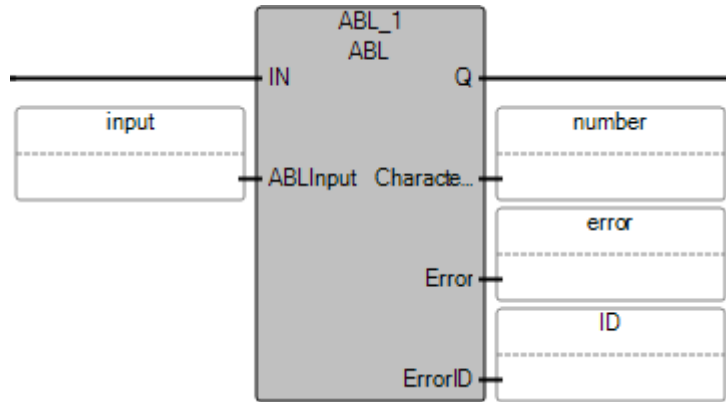 ABL_1
ABL
IN Q
input number
ABLInput Characte...
error
Error
ID
ErrorID